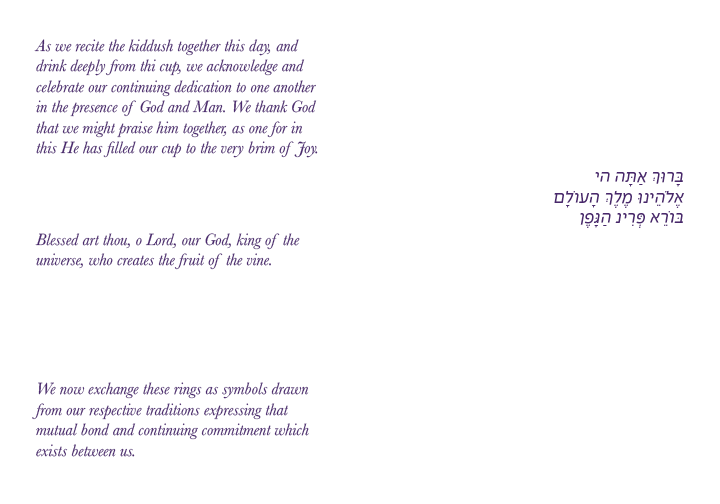 As we recite the kiddush together this day, and
drink deeply from thi cup, we acknowledge and
celebrate our continuing dedication to one another
in the presence of God and Man. We thank God
that we might praise him together, as one for in
this He has filled our cup to the very brim of Joy.
בָּרוּךְ אַתָּה הי
אֱלֹהֵינוּ מֶלֶךְ הָעוֹלָם
בּוֹרֵא פְּרִינ הַגָּפֶן
Blessed art thou, o Lord, our God, king of the
universe, who creates the fruit of the vine.
We now exchange these rings as symbols drawn
from our respective traditions expressing that
mutual bond and continuing commitment which
exists between us.